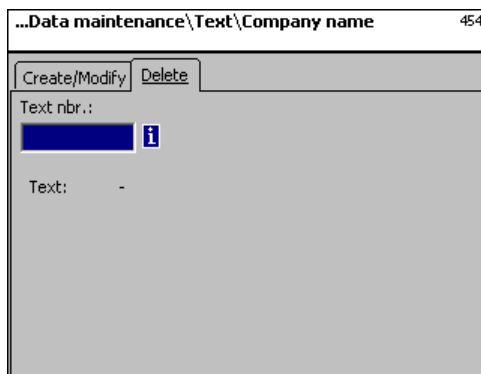 ...Data maintenance\Text\Company name 454
Create/Modify Delete
Text nbr.:
i
Text: -